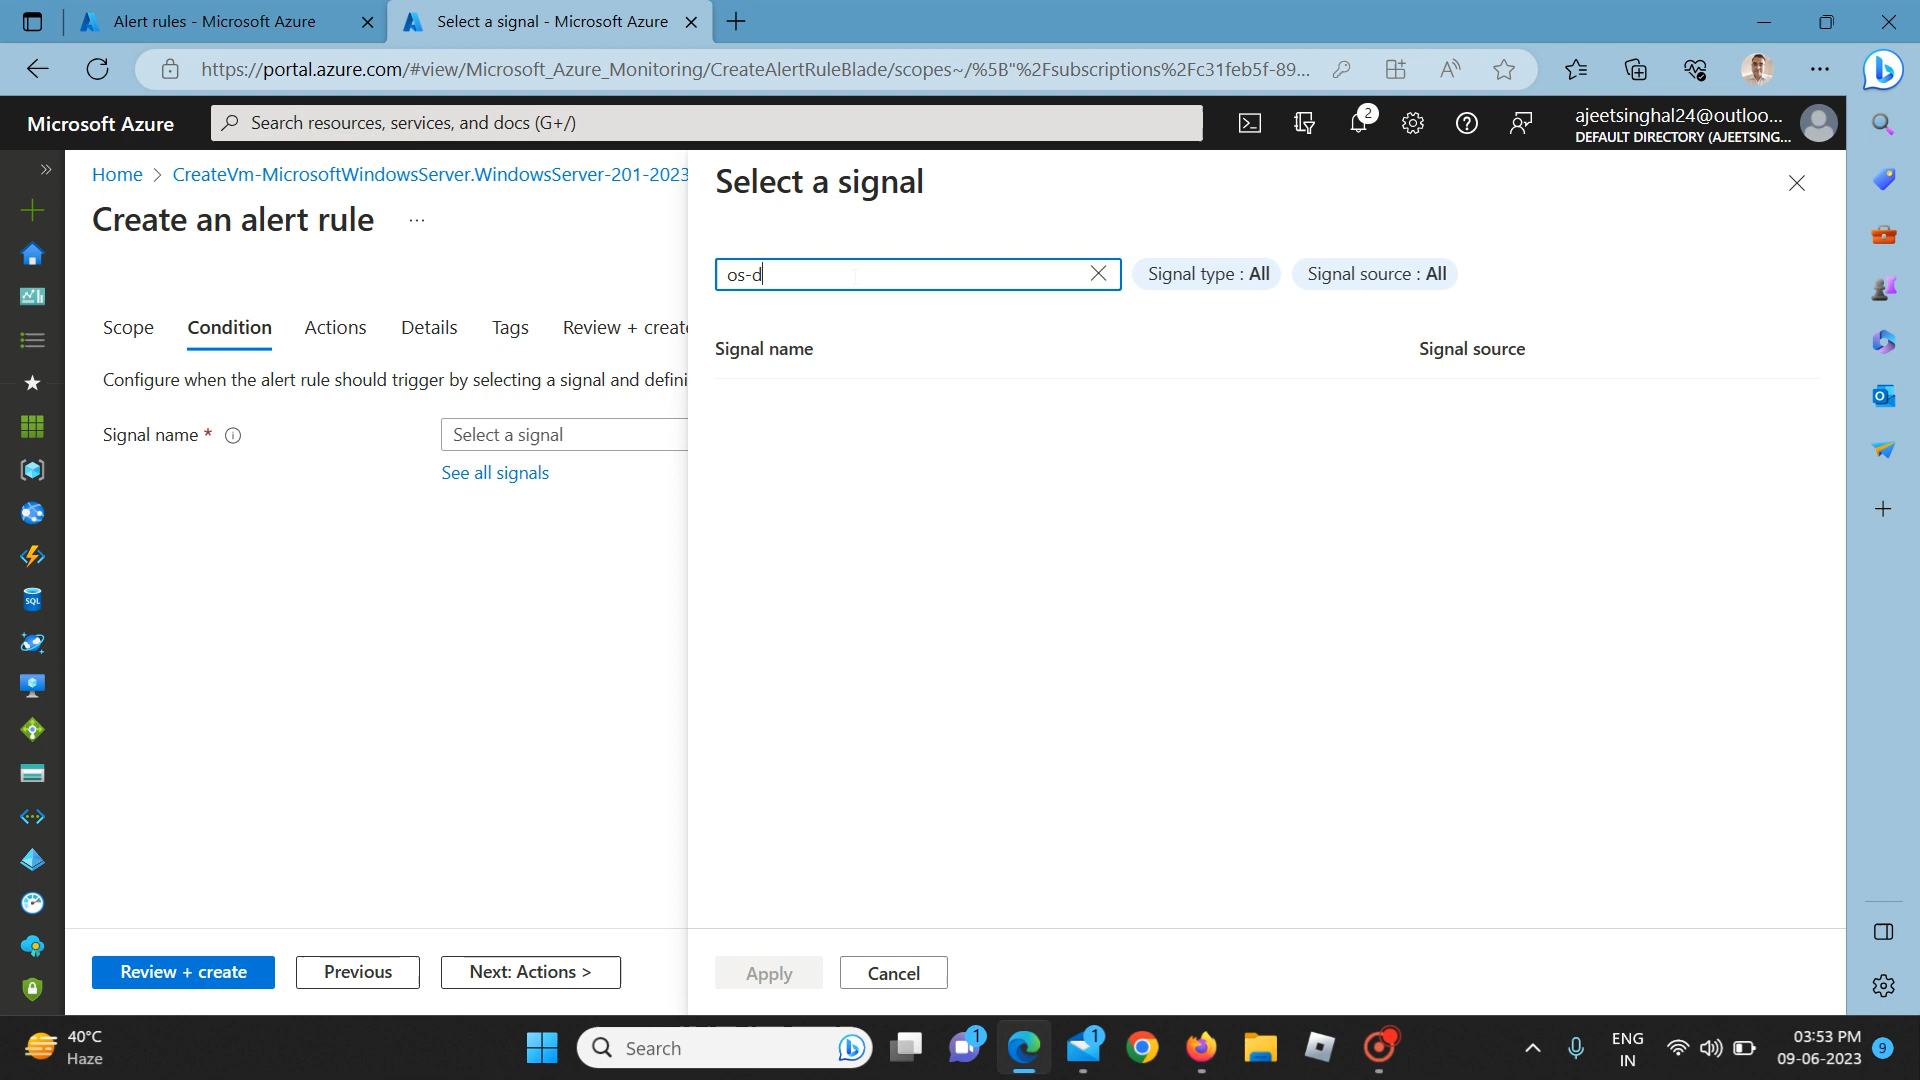 Alert rules - Microsoft Azure
Select a signal - Microsoft Azure
https://portal.azure.com/#view/Microsoft_Azure_Monitoring/CreateAlertRuleBlade/scopes~/%5B"%2Fsubscriptions%2Fc31feb5f-89...
Microsoft Azure
Search resources, services, and docs (G+/)
2
ajeetsinghal24@outloo...
DEFAULT DIRECTORY (AJEETSING...
Home > CreateVm-MicrosoftWindowsServer.WindowsServer-201-2023
Create an alert rule ...
Scope Condition Actions Details Tags Review + create
Configure when the alert rule should trigger by selecting a signal and defini
Signal name *
Select a signal
See all signals
Review + create
Previous
Next: Actions >
Select a signal
os-d
Signal type : All
Signal source : All
Signal name
Signal source
Apply
Cancel
SQL
40°C
Haze
Search
1
1
ENG
IN
03:53 PM
09-06-2023
9